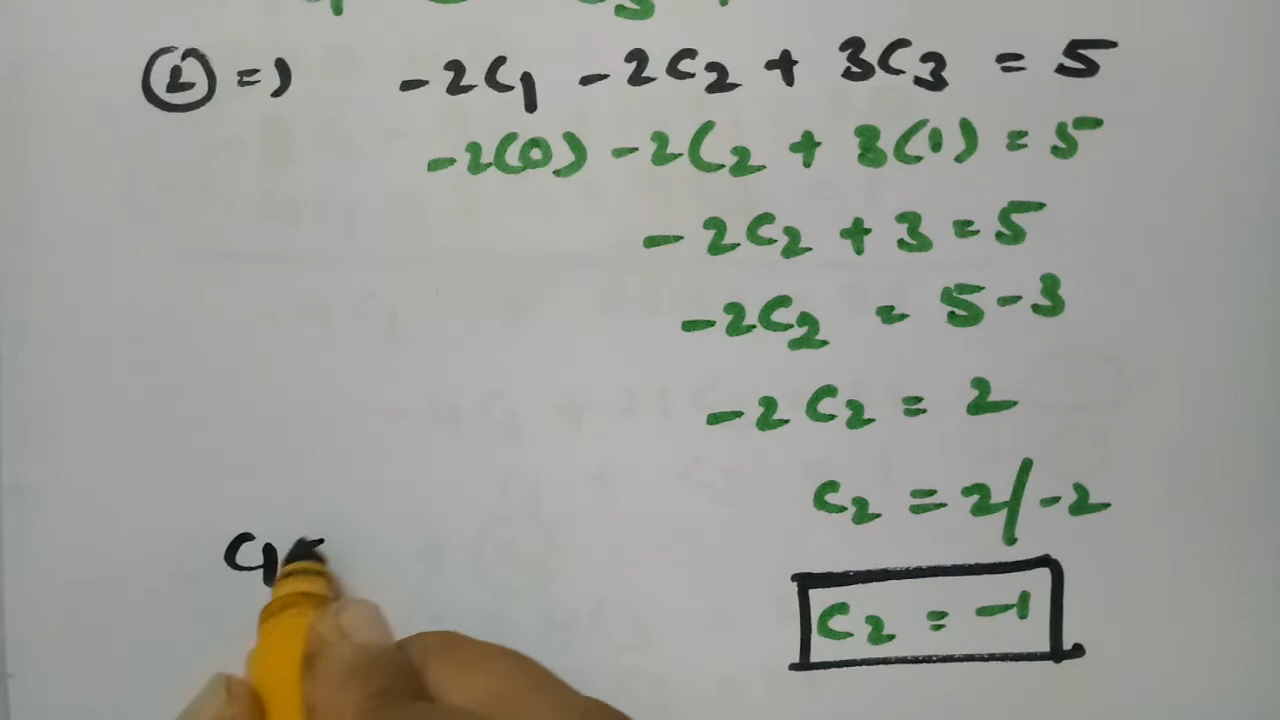 ② => -2C₁ - 2C₂ + 3C₃ = 5
-2(0) - 2C₂ + 3(1) = 5
-2C₂ + 3 = 5
-2C₂ = 5 - 3
-2C₂ = 2
C₂ = 2/-2
C₂ = -1
C₁